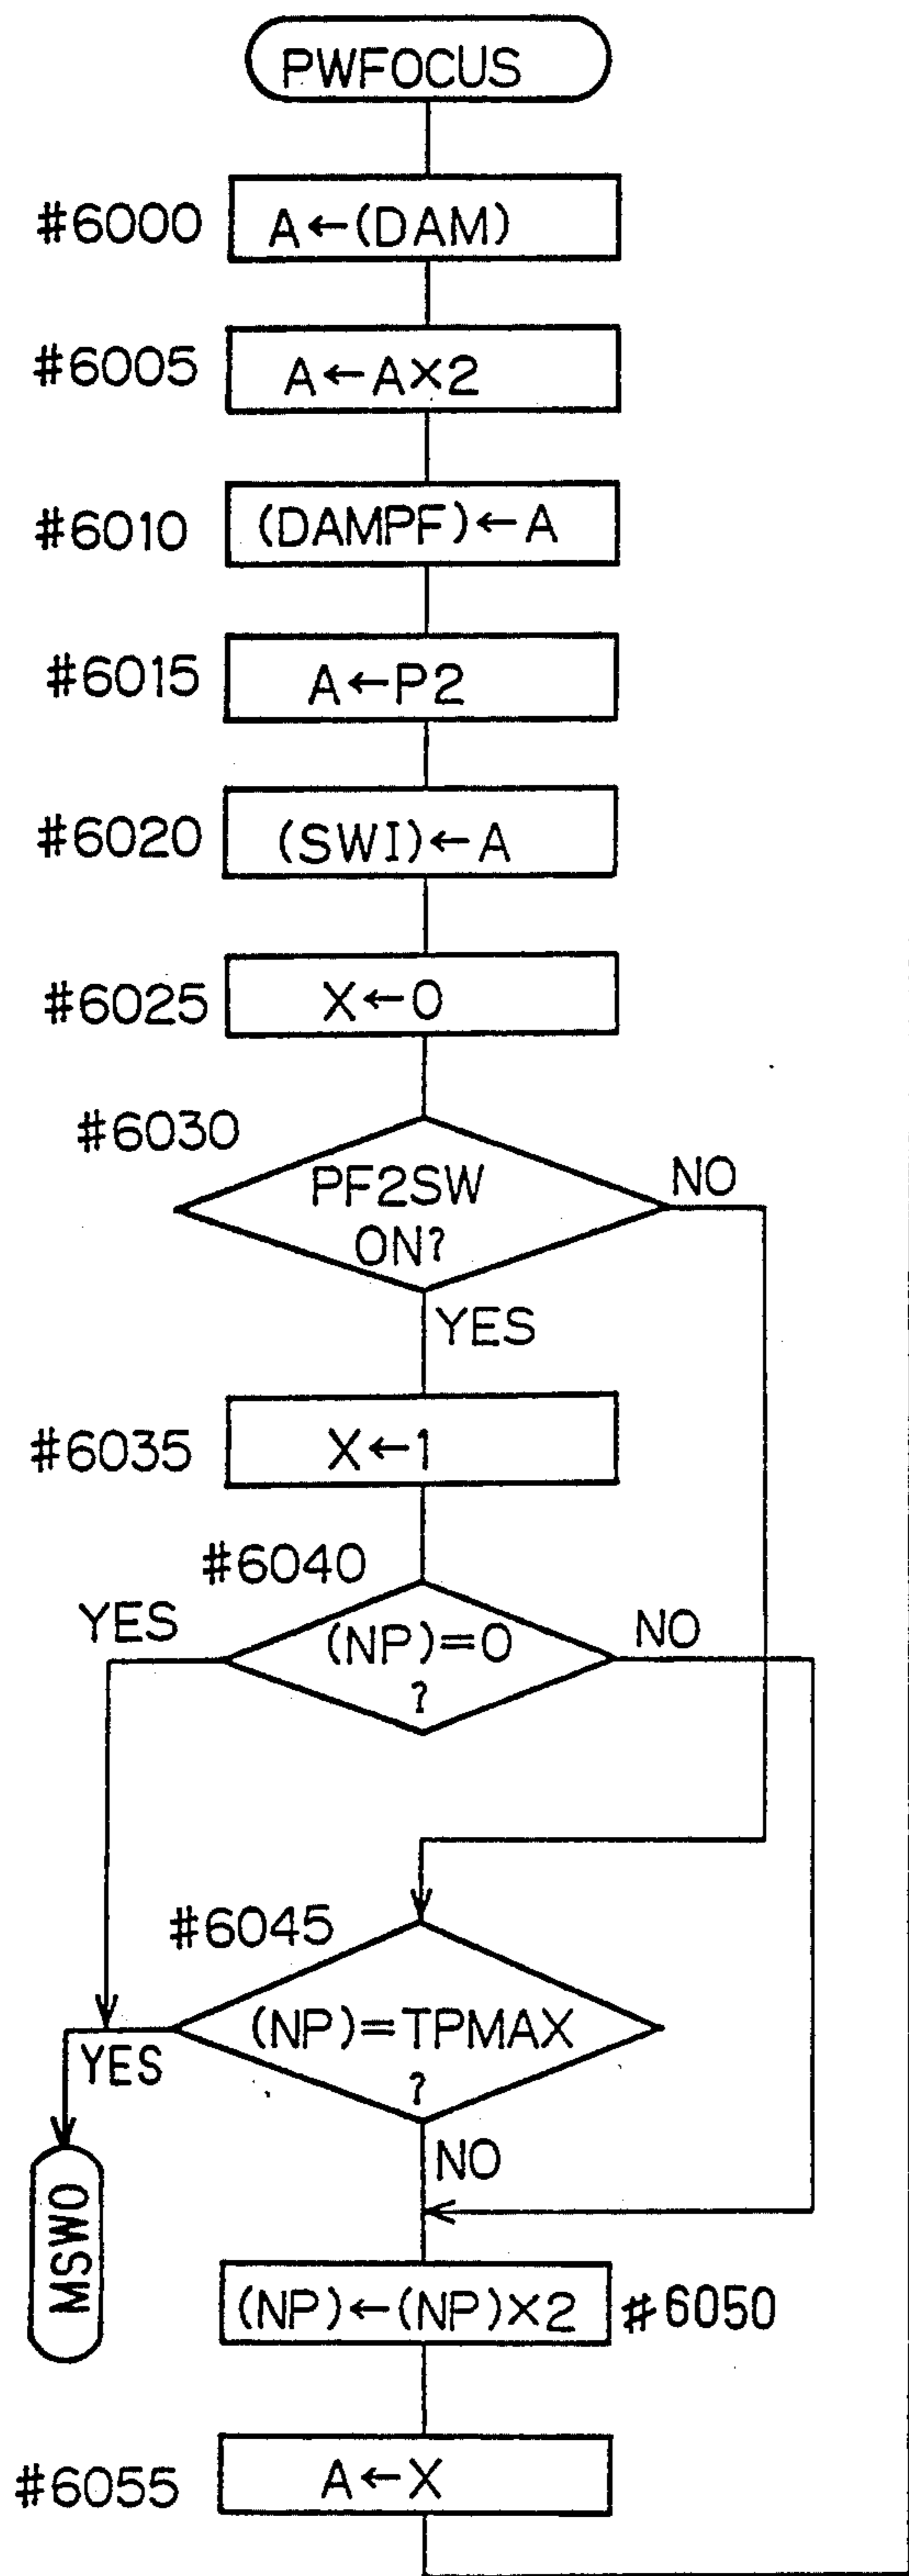 PWFOCUS
#6000
A←(DAM)
#6005
A←A×2
#6010
(DAMPF)←A
#6015
A←P2
#6020
(SWI)←A
#6025
X←0
#6030
PF2SW
ON?
NO
YES
#6035
X←1
#6040
YES
(NP)=0
?
NO
#6045
(NP)=TPMAX
?
YES
NO
MSW0
(NP)←(NP)×2
#6050
#6055
A←X